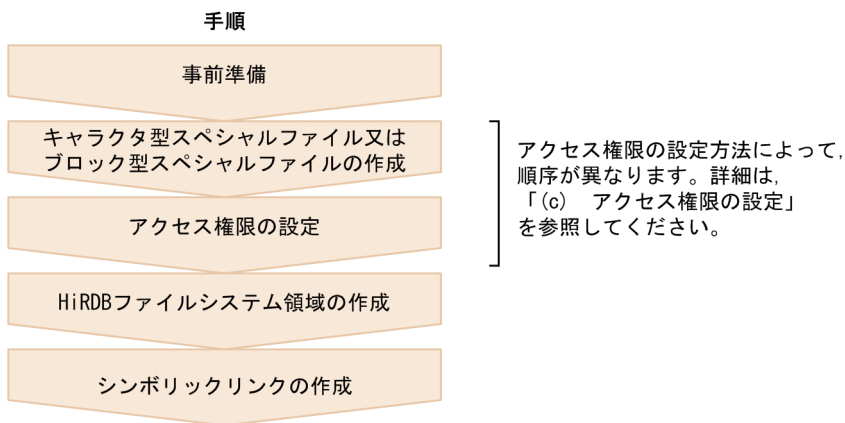 手順
事前準備
キャラクタ型スペシャルファイル又は
ブロック型スペシャルファイルの作成
アクセス権限の設定
アクセス権限の設定方法によって,
順序が異なります。詳細は,
「(c)　アクセス権限の設定」
を参照してください。
HiRDBファイルシステム領域の作成
シンボリックリンクの作成